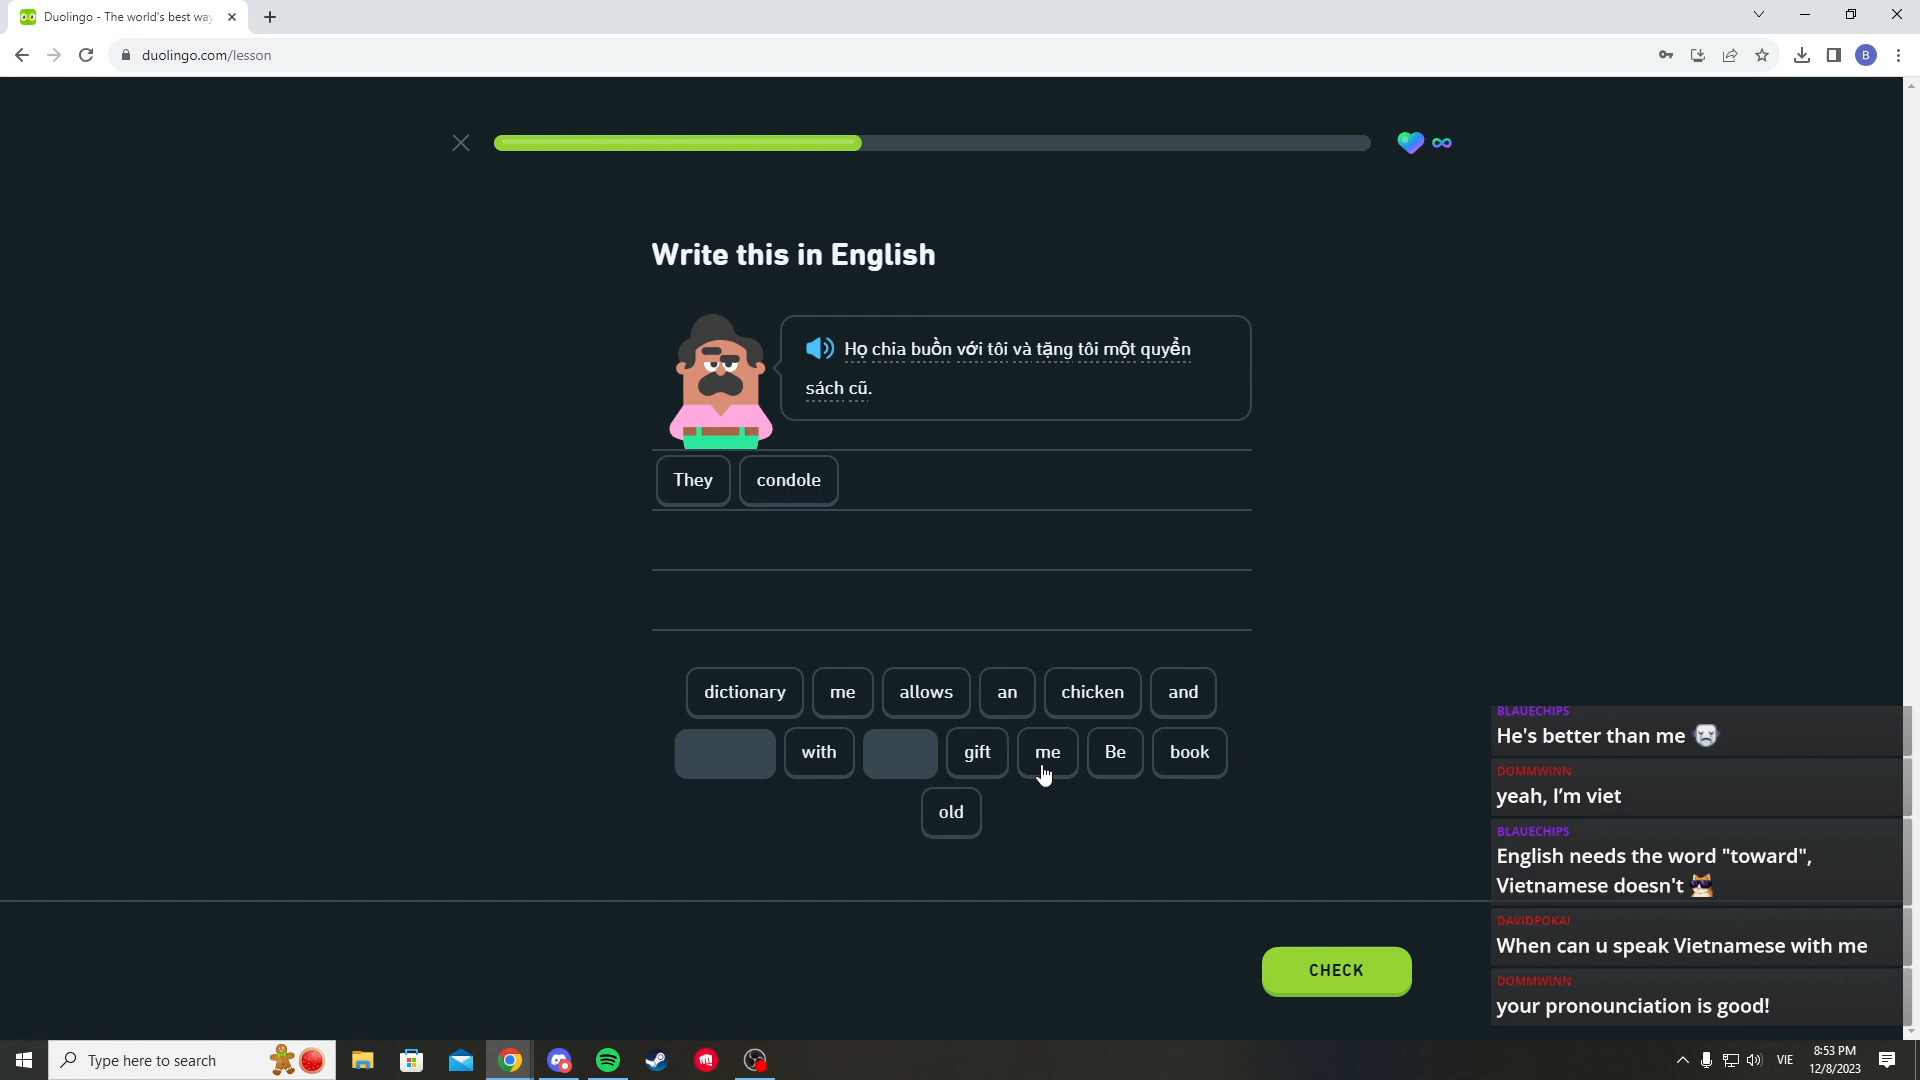 Duolingo - The world's best way
duolingo.com/lesson
B
Write this in English
Họ chia buồn với tôi và tặng tôi một quyển
sách cũ.
They condole
dictionary me allows an chicken and
with gift me Be book
old
CHECK
BLAUECHIPS
He's better than me
DOMMWINN
yeah, I’m viet
BLAUECHIPS
English needs the word "toward",
Vietnamese doesn't
DAVIDPOKAI
When can u speak Vietnamese with me
DOMMWINN
your pronounciation is good!
Type here to search
VIE
8:53 PM
12/8/2023